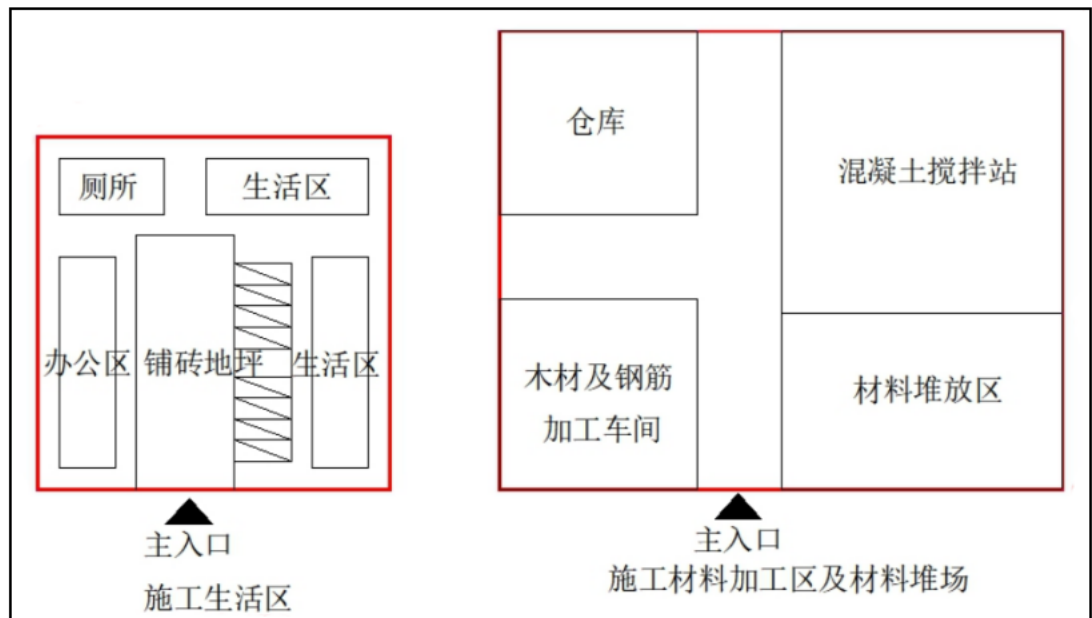 厕所
生活区
办公区
铺砖地坪
生活区
主入口
施工生活区
仓库
混凝土搅拌站
木材及钢筋
加工车间
材料堆放区
主入口
施工材料加工区及材料堆场